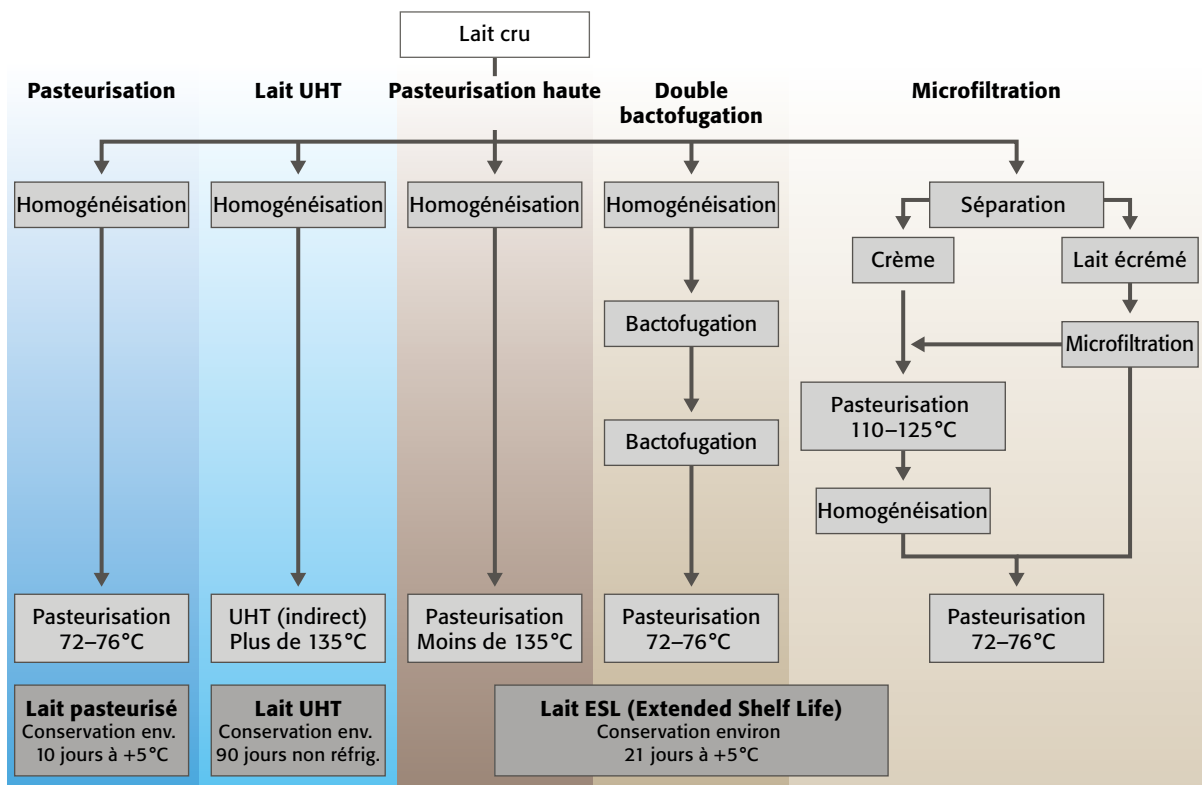 Lait cru
Pasteurisation
Lait UHT
Pasteurisation haute
Double
bactofugation
Microfiltration
Homogénéisation
Homogénéisation
Homogénéisation
Homogénéisation
Séparation
Crème
Lait écrémé
Bactofugation
Microfiltration
Pasteurisation
110–125°C
Bactofugation
Homogénéisation
Pasteurisation
72–76°C
UHT (indirect)
Plus de 135°C
Pasteurisation
Moins de 135°C
Pasteurisation
72–76°C
Pasteurisation
72–76°C
Lait pasteurisé
Conservation env.
10 jours à +5°C
Lait UHT
Conservation env.
90 jours non réfrig.
Lait ESL (Extended Shelf Life)
Conservation environ
21 jours à +5°C